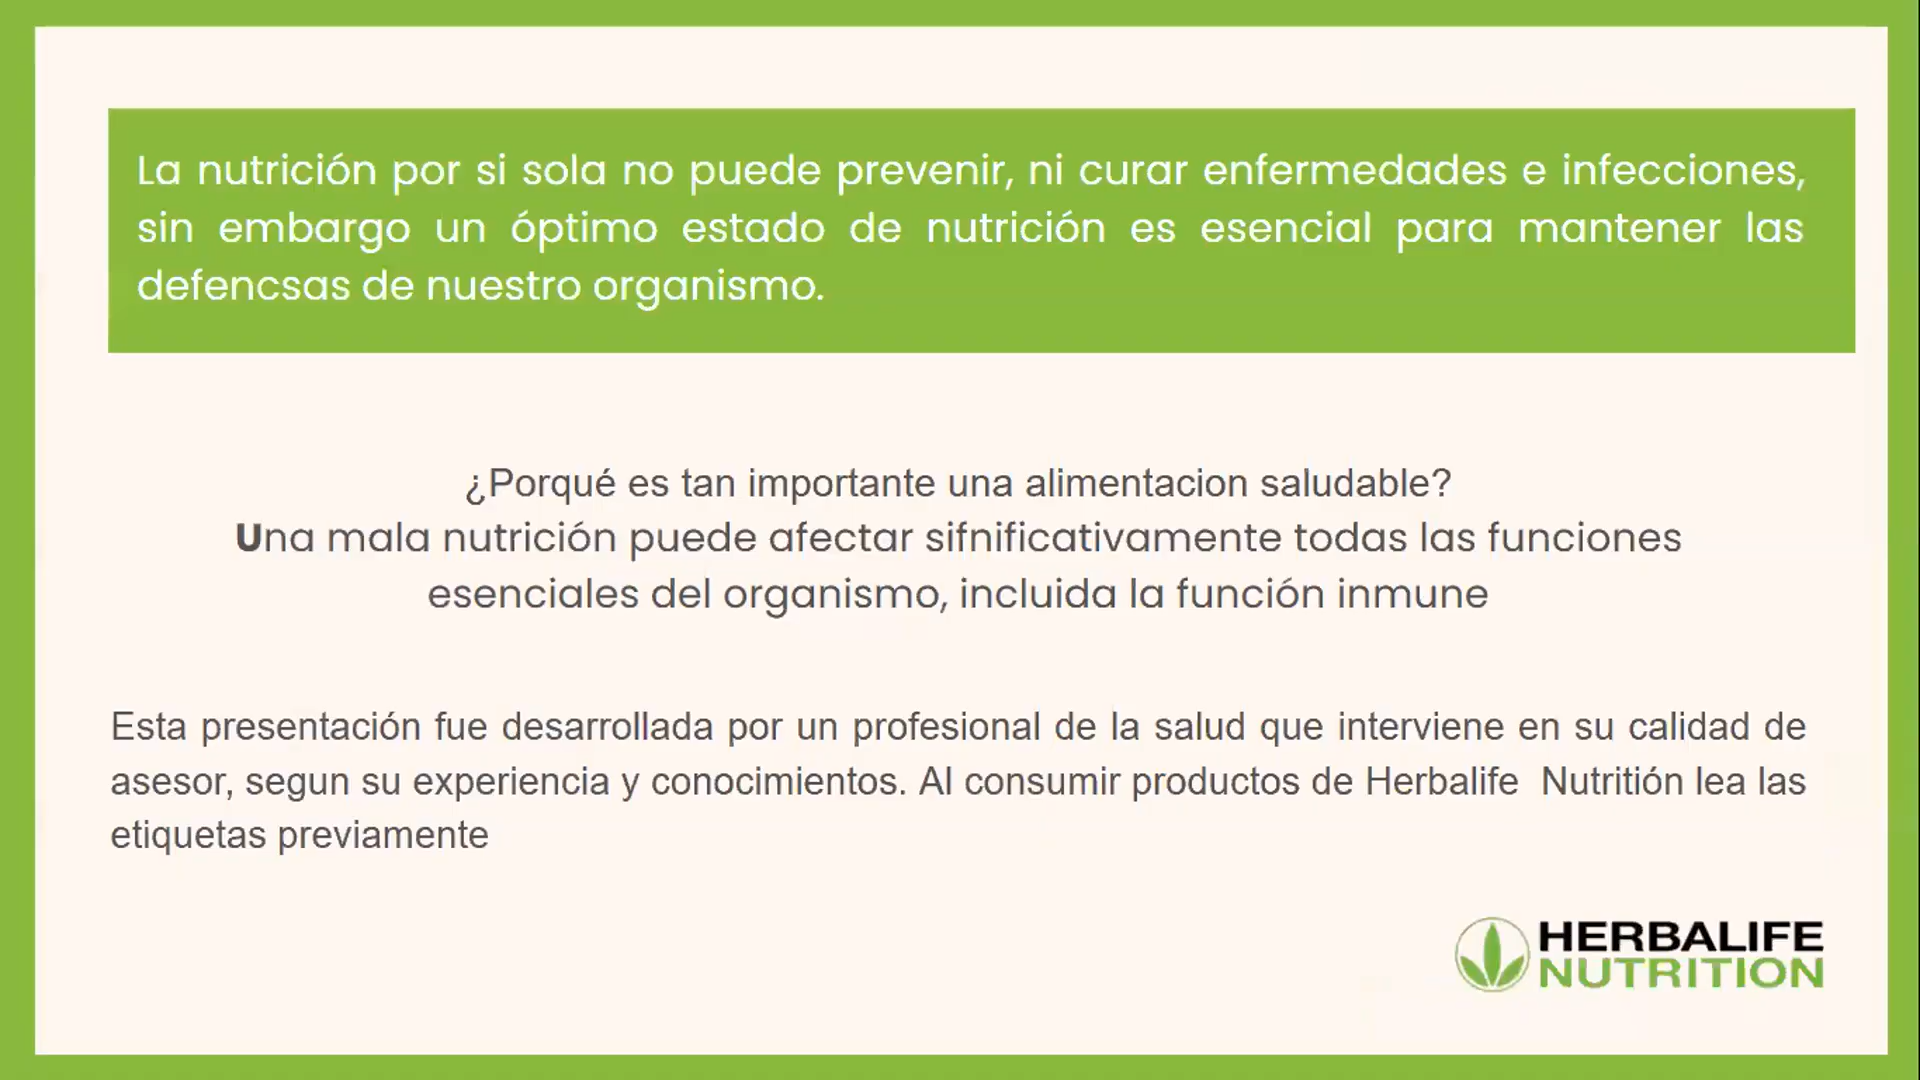 La nutrición por si sola no puede prevenir, ni curar enfermedades e infecciones,
sin embargo un óptimo estado de nutrición es esencial para mantener las
defencsas de nuestro organismo.
¿Porqué es tan importante una alimentacion saludable?
Una mala nutrición puede afectar sifnificativamente todas las funciones
esenciales del organismo, incluida la función inmune
Esta presentación fue desarrollada por un profesional de la salud que interviene en su calidad de
asesor, segun su experiencia y conocimientos. Al consumir productos de Herbalife  Nutritión lea las
etiquetas previamente
HERBALIFE
NUTRITION